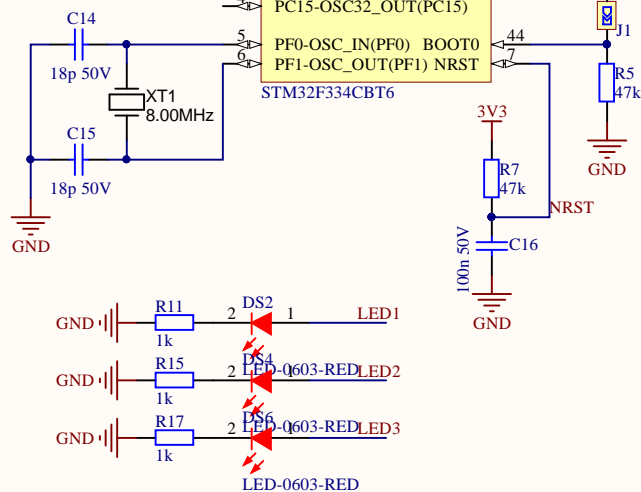 PC15-OSC32_OUT(PC15)
C14
5
PF0-OSC_IN(PF0) BOOT0
44
J1
6
PF1-OSC_OUT(PF1) NRST
7
18p 50V
XT1
8.00MHz
STM32F334CBT6
R5
47k
3V3
C15
GND
R7
47k
18p 50V
NRST
GND
100n 50V
C16
GND
DS2
R11
2
1
LED1
GND
1k
LED-0603-RED
DS4
R15
2
1
LED2
GND
1k
LED-0603-RED
DS6
R17
2
1
LED3
GND
1k
LED-0603-RED